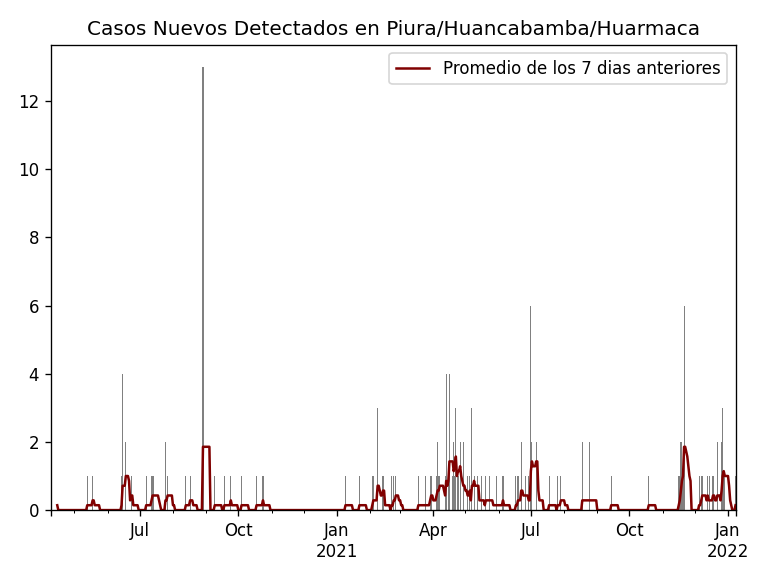 Casos Nuevos Detectados en Piura/Huancabamba/Huarmaca
Promedio de los 7 dias anteriores
12
10
8
6
4
2
0
Jul
Oct
Jan
2021
Apr
Jul
Oct
Jan
2022